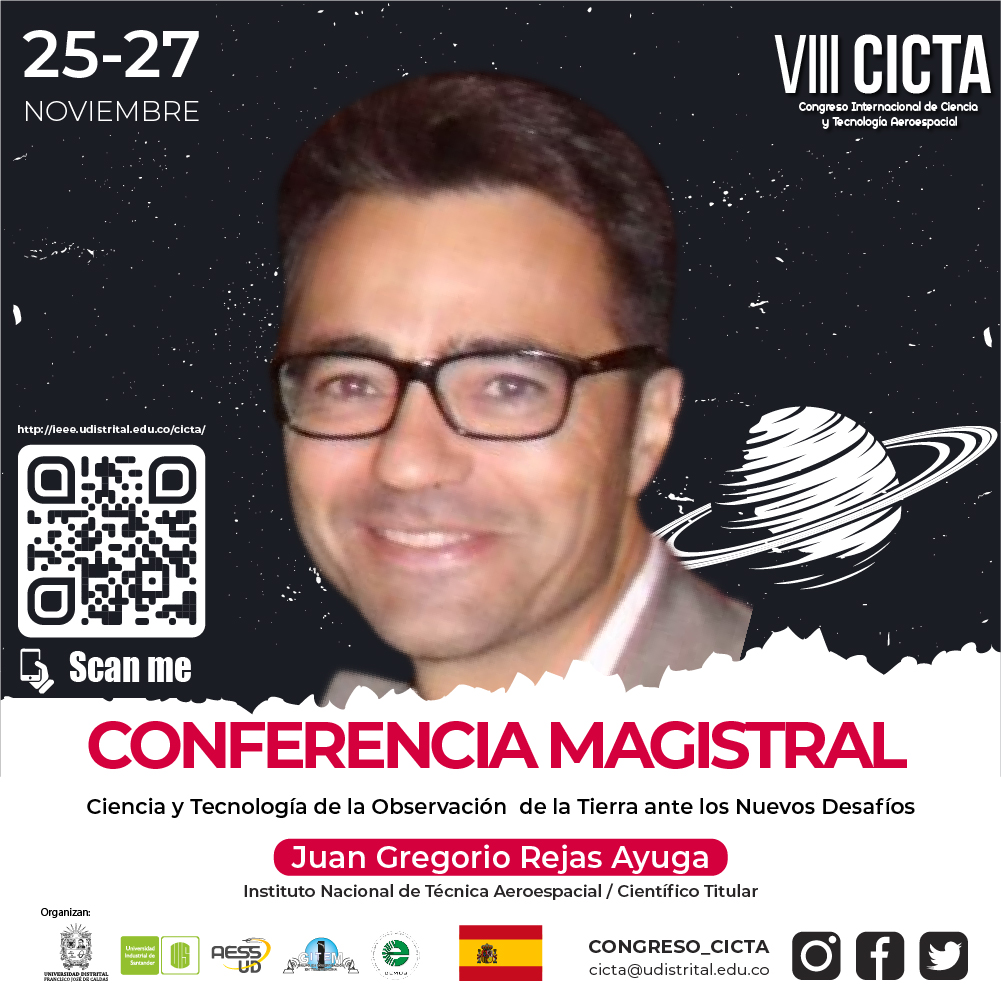 25-27
NOVIEMBRE
VIII CICTA
Congreso Internacional de Ciencia
y Tecnología Aeroespacial
http://ieee.udistrital.edu.co/cicta/
Scan me
CONFERENCIA MAGISTRAL
Ciencia y Tecnología de la Observación de la Tierra ante los Nuevos Desafíos
Juan Gregorio Rejas Ayuga
Instituto Nacional de Técnica Aeroespacial / Científico Titular
Organizan:
UNIVERSIDAD DISTRITAL
FRANCISCO JOSÉ DE CALDAS
Universidad
Industrial de
Santander
UIS
AESS
UD
GITEM
DEMOS
CONGRESO_CICTA
cicta@udistrital.edu.co